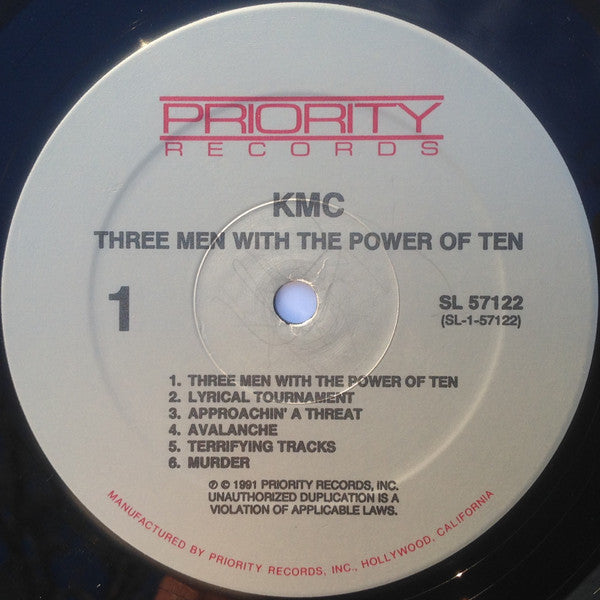 PRIORITY
RECORDS
KMC
THREE MEN WITH THE POWER OF TEN
1
SL 57122
(SL-1-57122)
1. THREE MEN WITH THE POWER OF TEN
2. LYRICAL TOURNAMENT
3. APPROACHIN' A THREAT
4. AVALANCHE
5. TERRIFYING TRACKS
6. MURDER
℗ © 1991 PRIORITY RECORDS, INC.
UNAUTHORIZED DUPLICATION IS A
VIOLATION OF APPLICABLE LAWS.
MANUFACTURED BY PRIORITY RECORDS, INC., HOLLYWOOD, CALIFORNIA